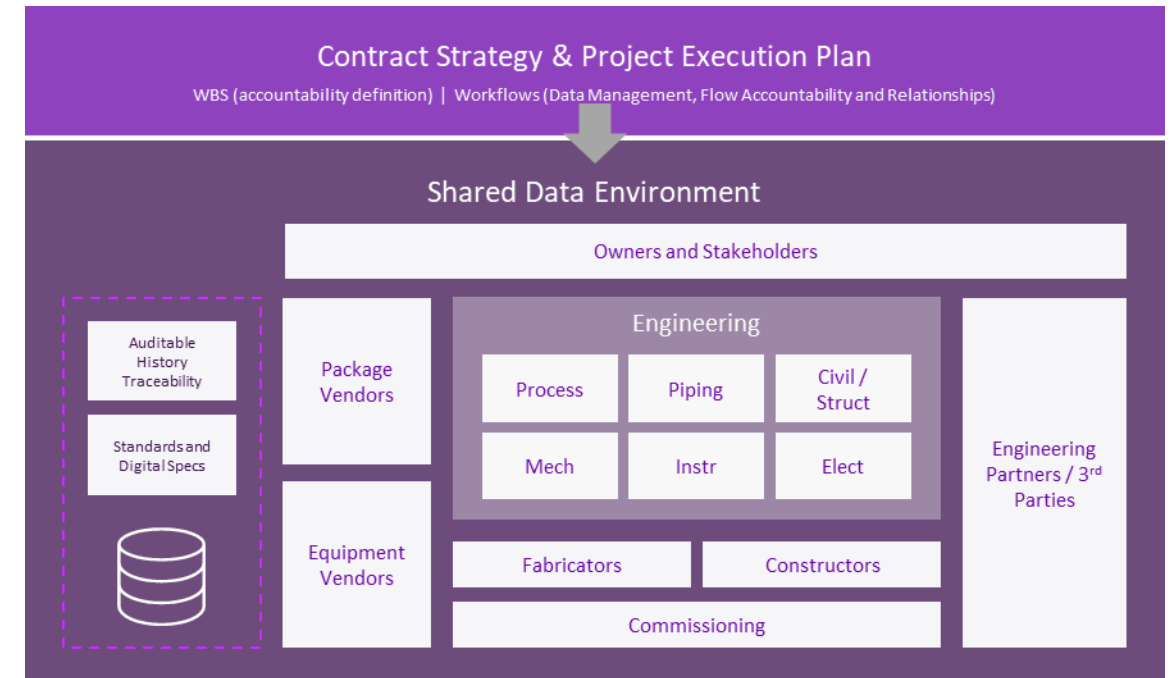 Contract Strategy & Project Execution Plan
WBS (accountability definition) | Workflows (Data Management, Flow Accountability and Relationships)
Shared Data Environment
Owners and Stakeholders
Auditable
History
Traceability
Standards and
Digital Specs
Package
Vendors
Equipment
Vendors
Engineering
Process
Piping
Civil /
Struct
Mech
Instr
Elect
Fabricators
Constructors
Commissioning
Engineering
Partners / 3rd
Parties